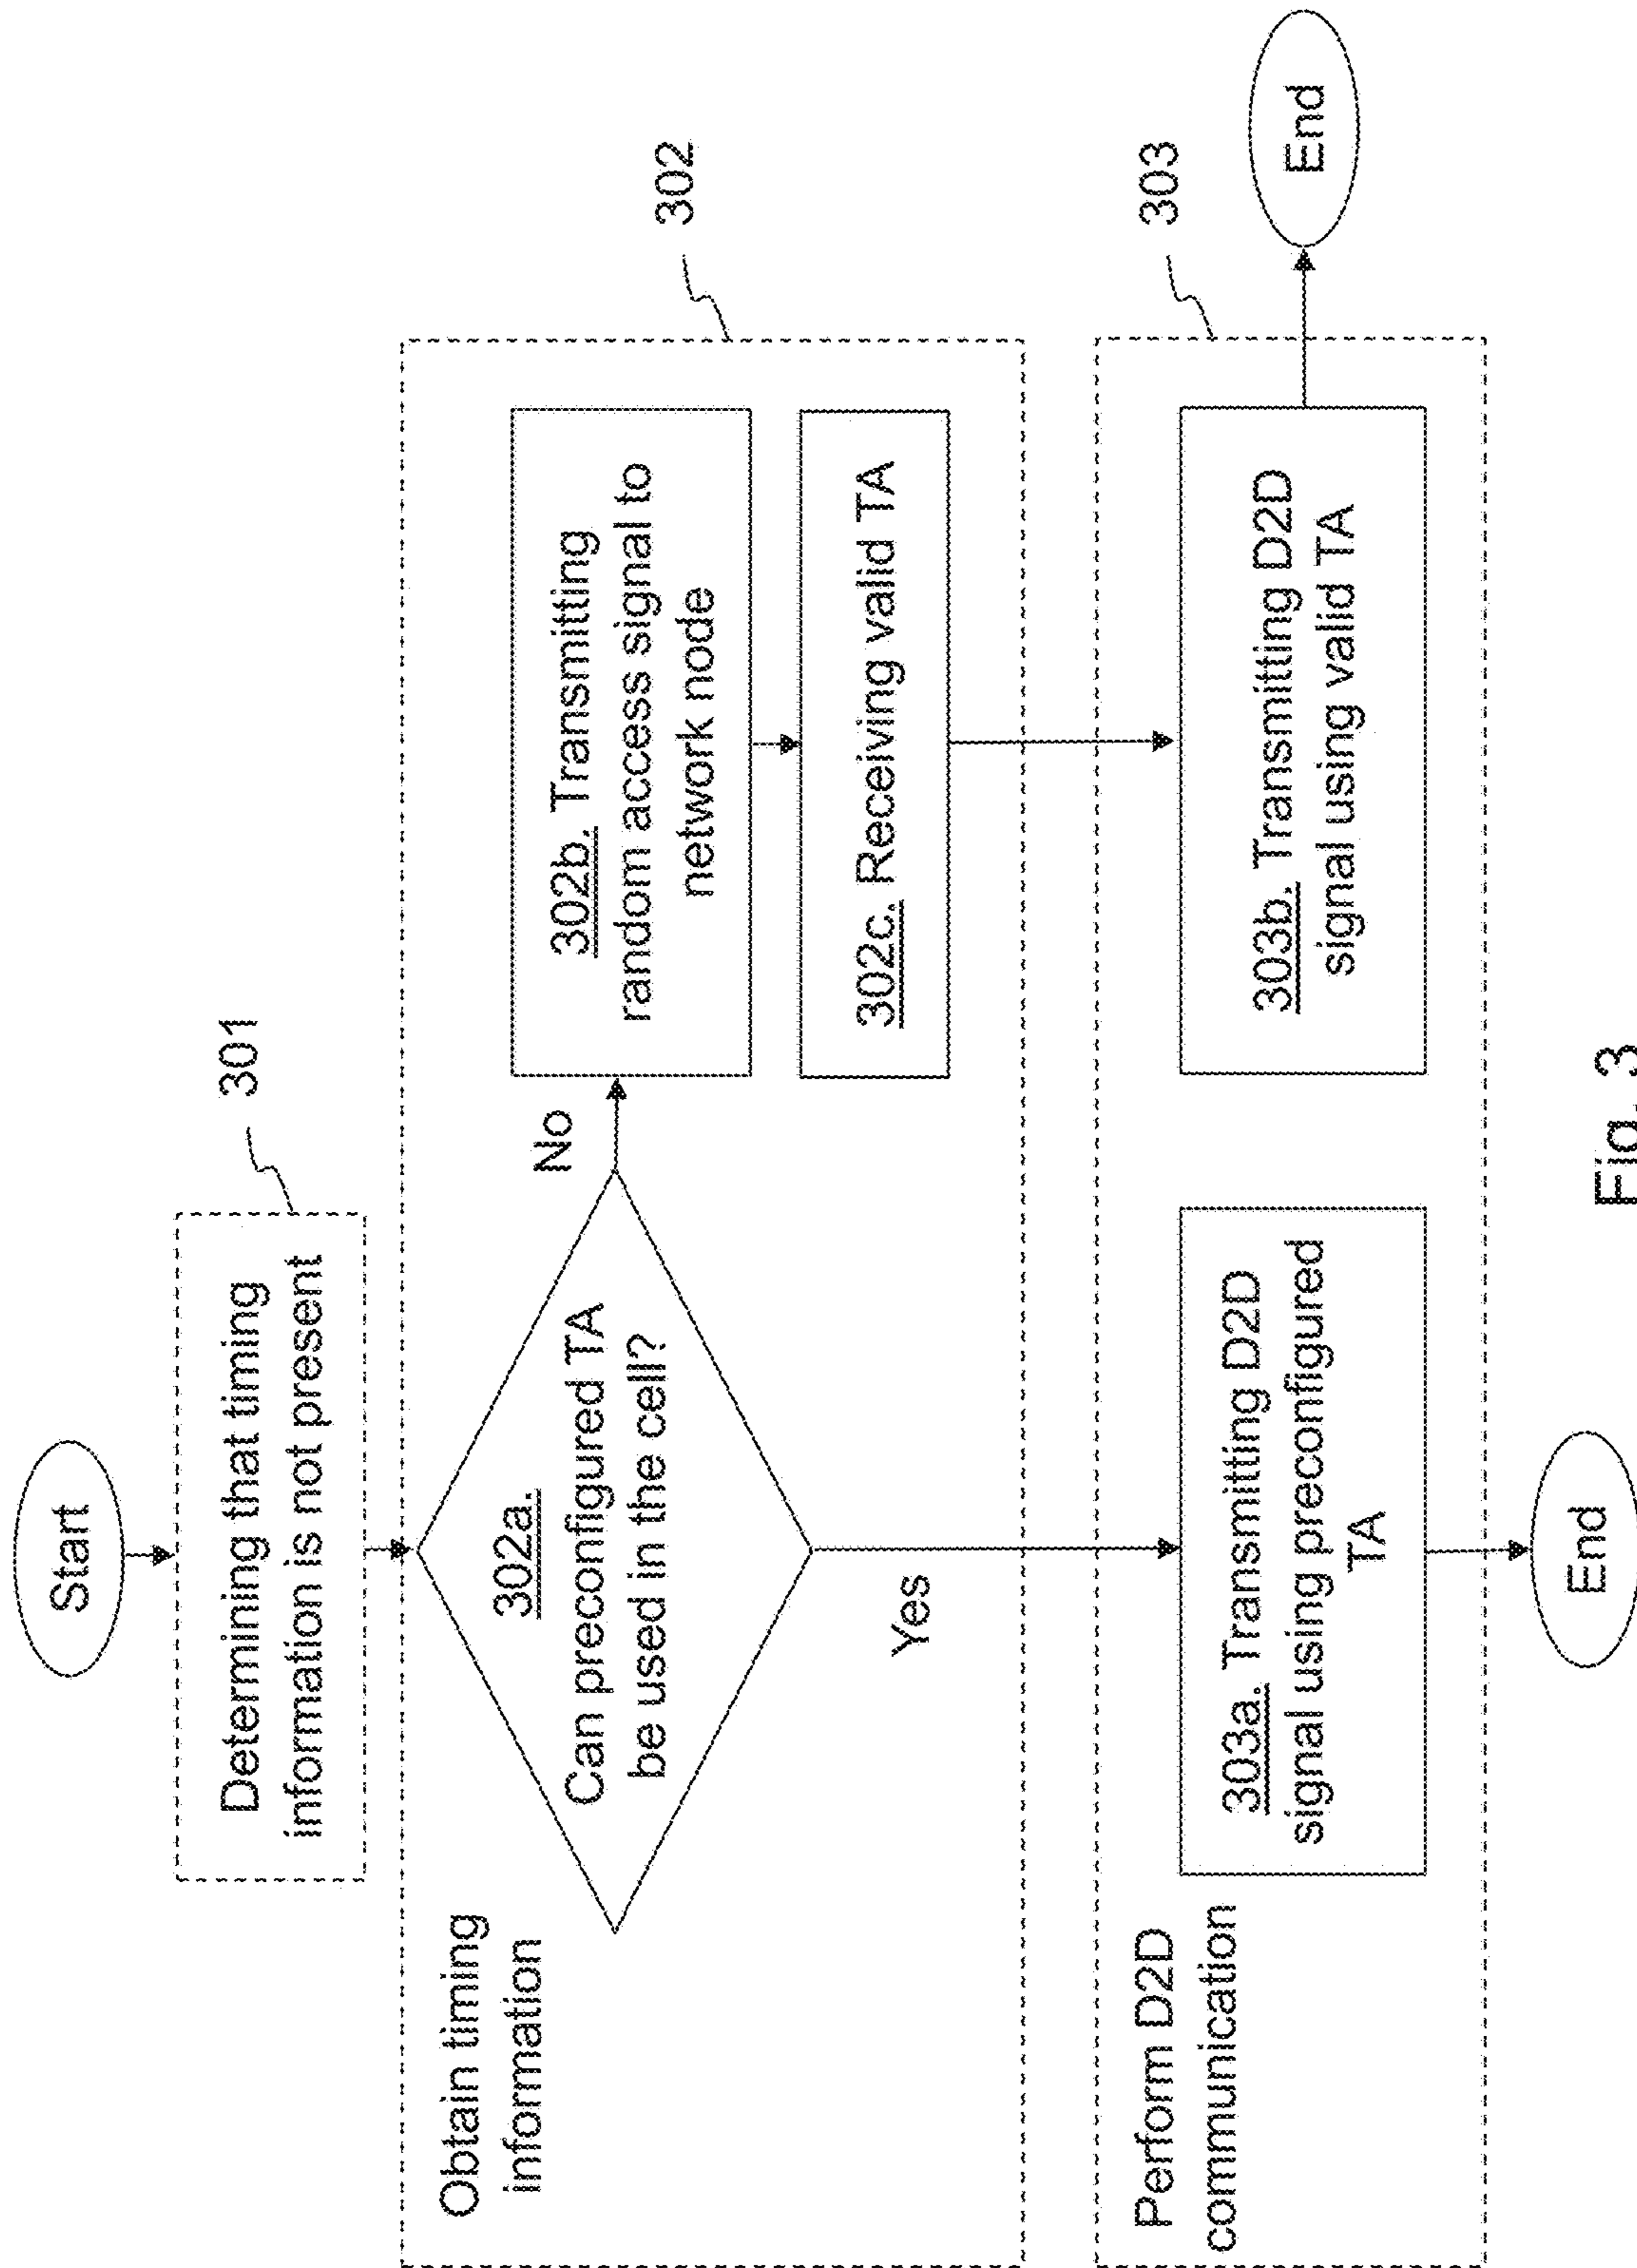 Start
301
Determining that timing
information is not present
302
Obtain timing
information
302a.
Can preconfigured TA
be used in the cell?
No
Yes
302b. Transmitting
random access signal to
network node
302c. Receiving valid TA
303
Perform D2D
communication
303a. Transmitting D2D
signal using preconfigured
TA
303b. Transmitting D2D
signal using valid TA
End
End
Fig. 3